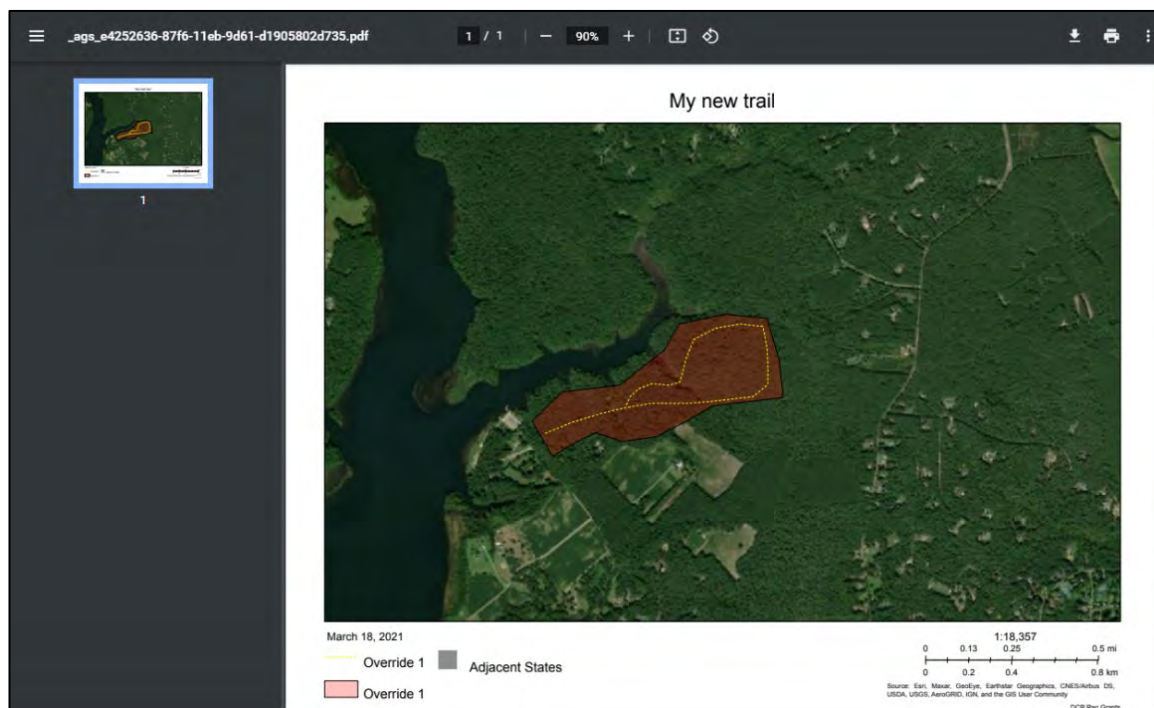 _ags_e4252636-87f6-11eb-9d61-d1905802d735.pdf 1 / 1 90%
1
My new trail
March 18, 2021
Override 1 Adjacent States
Override 1
1:18,357
0 0.13 0.25 0.5 mi
0 0.2 0.4 0.8 km
Source: Esri, Maxar, GeoEye, Earthstar Geographics, CNES/Airbus DS,
USDA, USGS, AeroGRID, IGN, and the GIS User Community
DCR Rec Grants